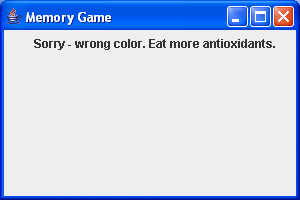 Memory Game
Sorry - wrong color. Eat more antioxidants.